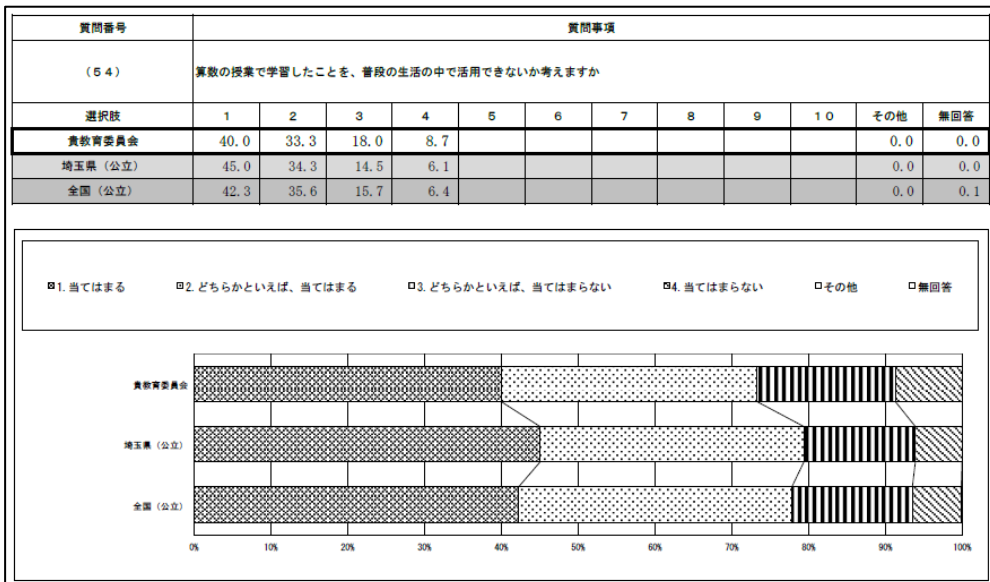 質問番号 質問事項
(54) 算数の授業で学習したことを、普段の生活の中で活用できないか考えますか
選択肢 1 2 3 4 5 6 7 8 9 10 その他 無回答
貴教育委員会 40.0 33.3 18.0 8.7 0.0 0.0
埼玉県(公立) 45.0 34.3 14.5 6.1 0.0 0.0
全国(公立) 42.3 35.6 15.7 6.4 0.0 0.1
1.当てはまる 2.どちらかといえば、当てはまる 3.どちらかといえば、当てはまらない 4.当てはまらない その他 無回答
貴教育委員会
埼玉県(公立)
全国(公立)
0% 10% 20% 30% 40% 50% 60% 70% 80% 90% 100%